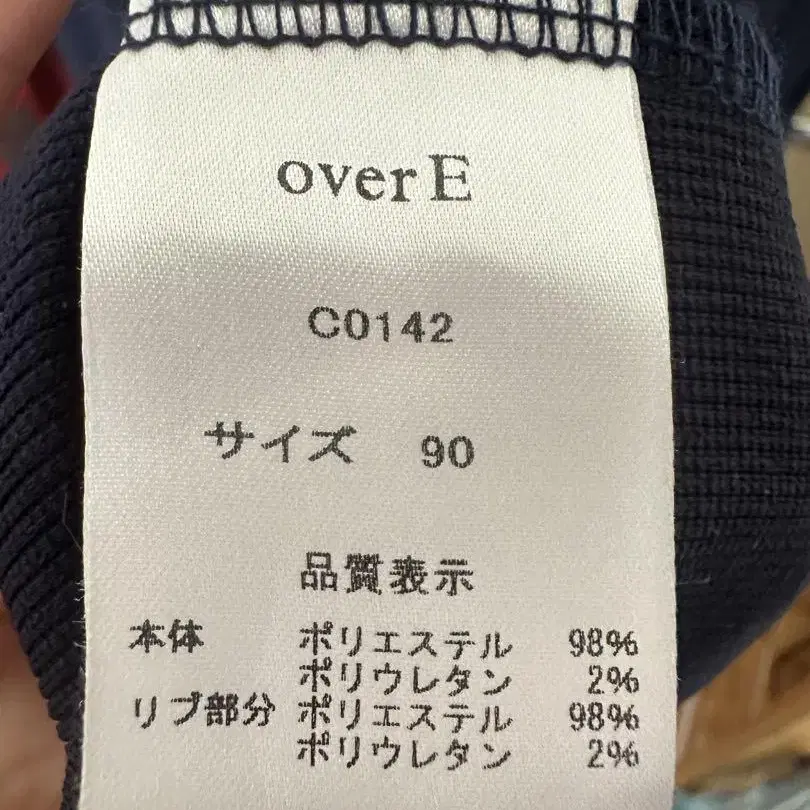 over E
C0142
サイズ 90
品質表示
本体 ポリエステル 98%
ポリウレタン 2%
リブ部分 ポリエステル 98%
ポリウレタン 2%